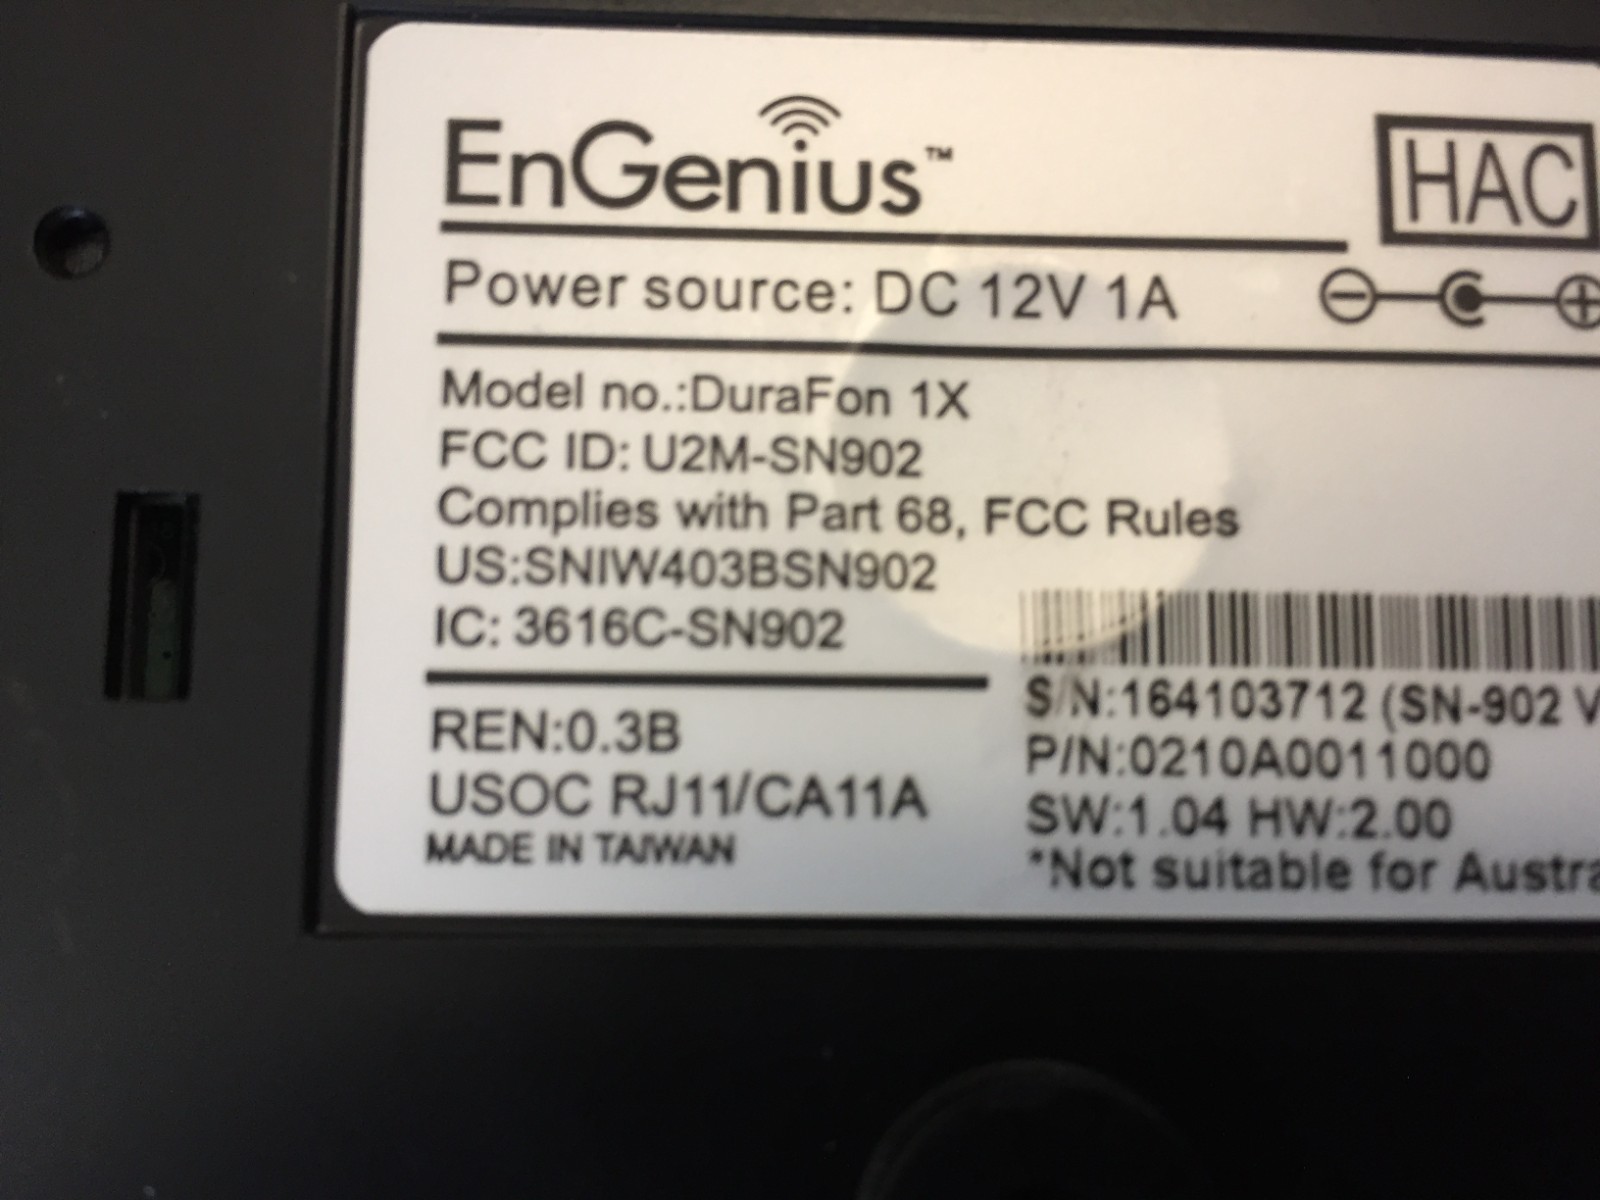 EnGenius™
HAC
Power source: DC 12V 1A
Model no.:DuraFon 1X
FCC ID: U2M-SN902
Complies with Part 68, FCC Rules
US:SNIW403BSN902
IC: 3616C-SN902
REN:0.3B
USOC RJ11/CA11A
MADE IN TAIWAN
S/N:164103712 (SN-902 V
P/N:0210A0011000
SW:1.04 HW:2.00
*Not suitable for Austra